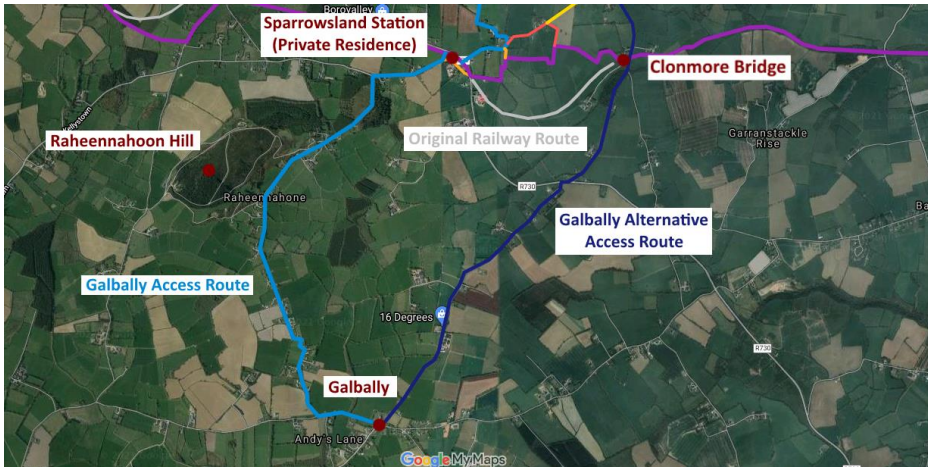 Borovalley
Sparrowsland Station
(Private Residence)
Clonmore Bridge
Kellystown
Raheennahoon Hill
Original Railway Route
Garranstackle
Rise
R730
Raheennahone
Ba
Galbally Alternative
Access Route
Galbally Access Route
16 Degrees
R730
Galbally
Andy's Lane
Google My Maps